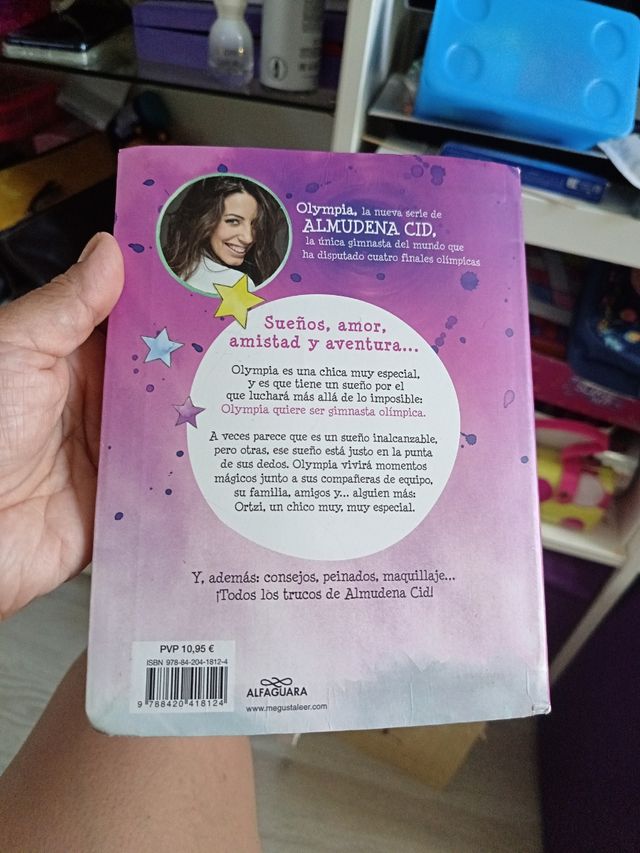 Olympia, la nueva serie de
ALMUDENA CID,
la única gimnasta del mundo que
ha disputado cuatro finales olímpicas
Sueños, amor,
amistad y aventura...
Olympia es una chica muy especial,
y es que tiene un sueño por el
que luchará más allá de lo imposible:
Olympia quiere ser gimnasta olímpica.
A veces parece que es un sueño inalcanzable,
pero otras, ese sueño está justo en la punta
de sus dedos. Olympia vivirá momentos
mágicos junto a sus compañeras de equipo,
su familia, amigos y... alguien más:
Ortzi, un chico muy, muy especial.
Y, además: consejos, peinados, maquillaje...
¡Todos los trucos de Almudena Cid!
PVP 10,95 €
ISBN 978-84-204-1812-4
9 788420 418124
ALFAGUARA
www.megustaleer.com